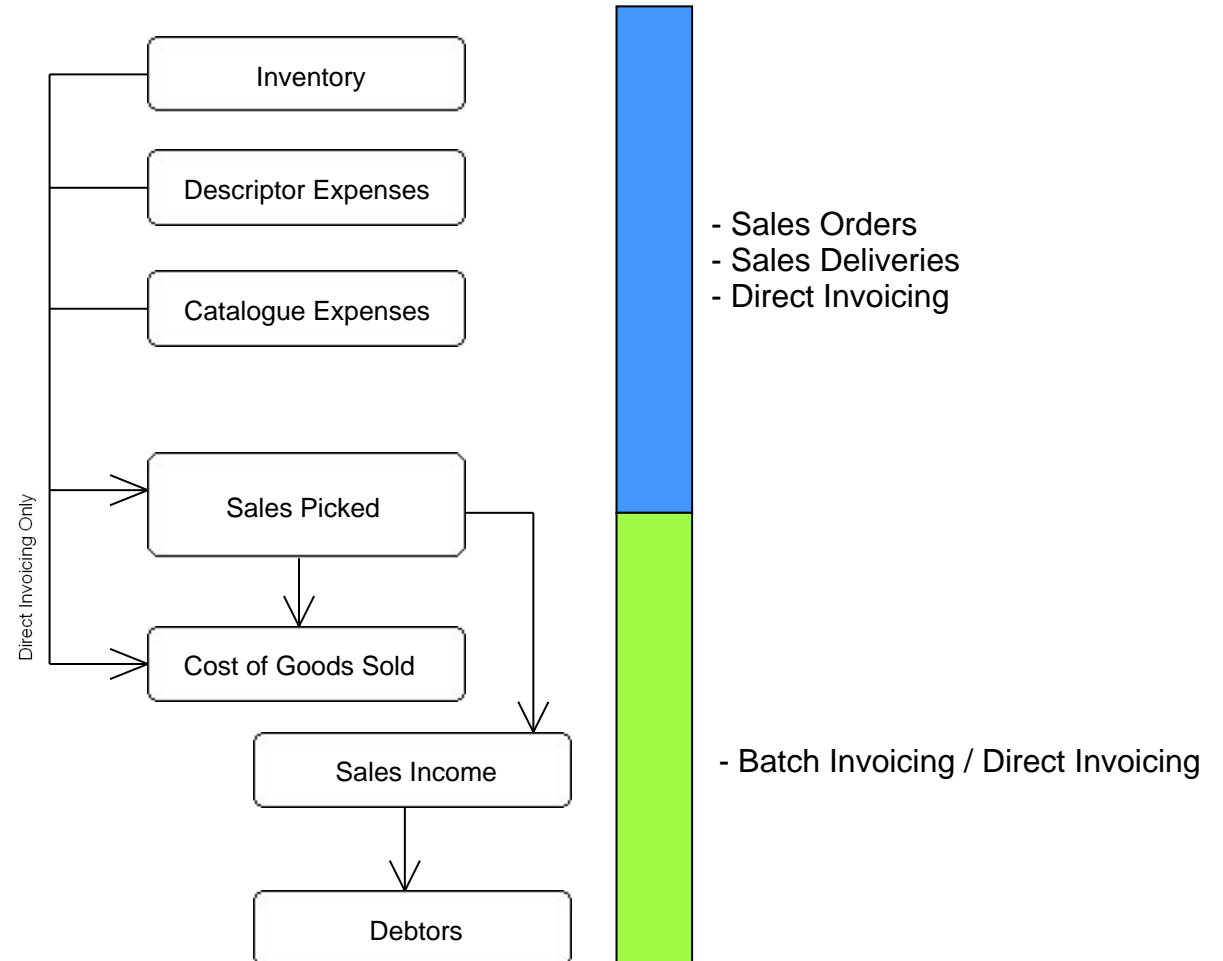 Inventory
Descriptor Expenses
Catalogue Expenses
- Sales Orders
- Sales Deliveries
- Direct Invoicing
Direct Invoicing Only
Sales Picked
Cost of Goods Sold
Sales Income
- Batch Invoicing / Direct Invoicing
Debtors